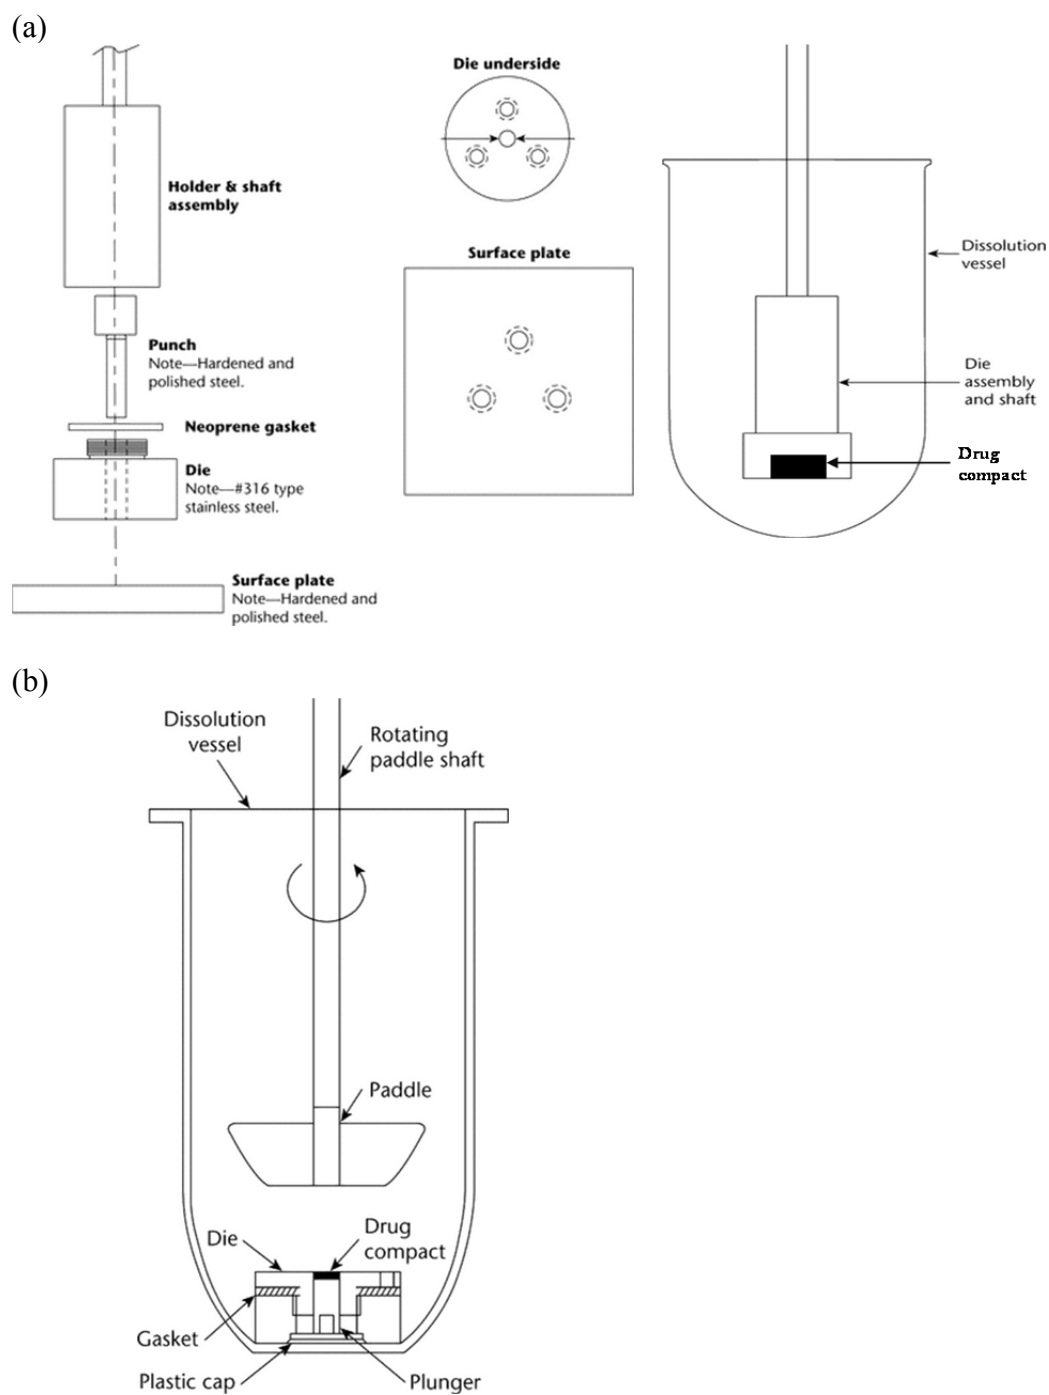 (a)
Die underside
Holder & shaft
assembly
Surface plate
Dissolution
vessel
Punch
Note—Hardened and
polished steel.
Die
assembly
and shaft
Neoprene gasket
Drug
compact
Die
Note—#316 type
stainless steel.
Surface plate
Note—Hardened and
polished steel.
(b)
Dissolution
vessel
Rotating
paddle shaft
Paddle
Die
Drug
compact
Gasket
Plastic cap
Plunger